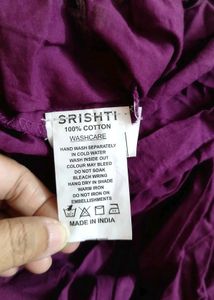 SRISHTI
100% COTTON
WASHCARE
HAND WASH SEPARATELY
IN COLD WATER
WASH INSIDE OUT
COLOUR MAY BLEED
DO NOT SOAK
BLEACH WRING
HANG DRY IN SHADE
WARM IRON
DO NOT IRON ON
EMBELLISHMENTS
MADE IN INDIA